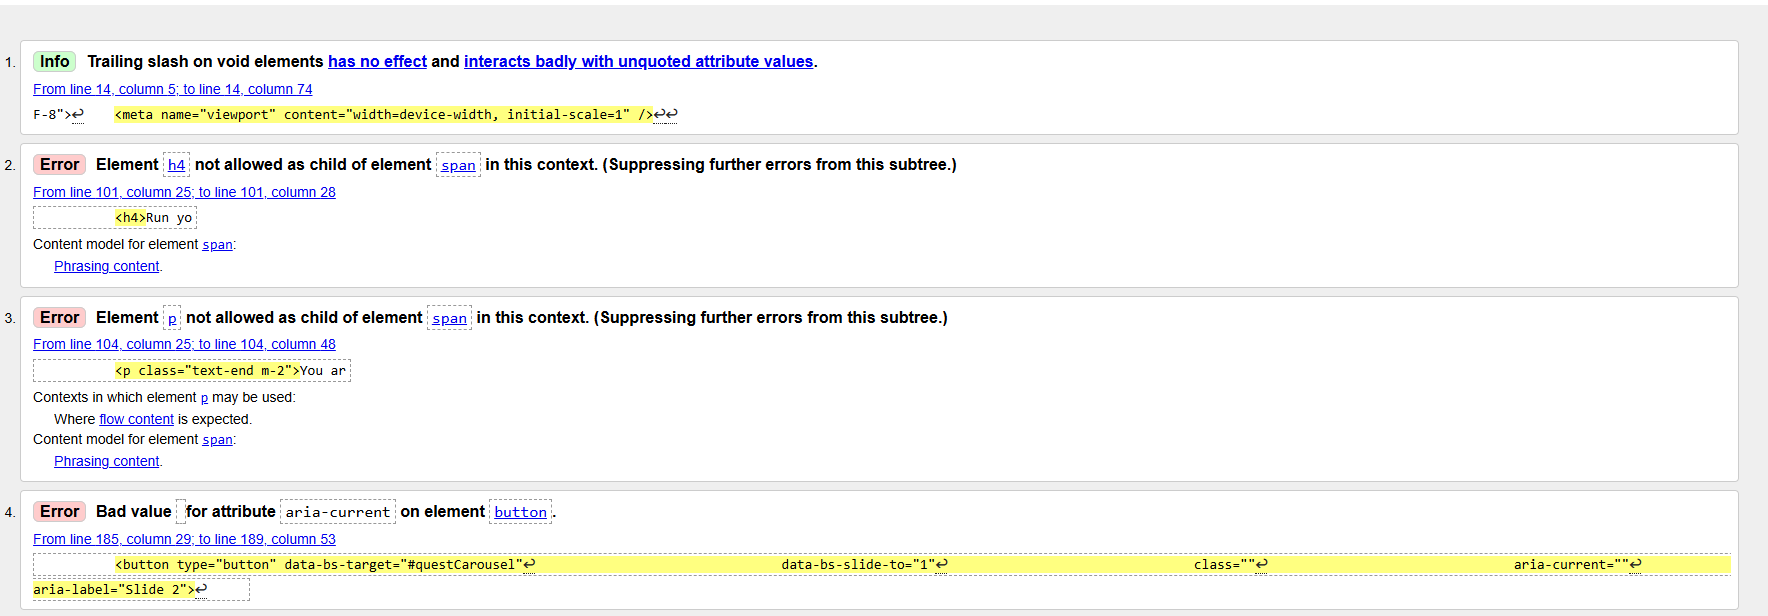 1. Info Trailing slash on void elements has no effect and interacts badly with unquoted attribute values.
From line 14, column 5; to line 14, column 74
F-8">↩    <meta name="viewport" content="width=device-width, initial-scale=1" />↩↩
2. Error Element h4 not allowed as child of element span in this context. (Suppressing further errors from this subtree.)
From line 101, column 25; to line 101, column 28
<h4>Run yo
Content model for element span:
Phrasing content.
3. Error Element p not allowed as child of element span in this context. (Suppressing further errors from this subtree.)
From line 104, column 25; to line 104, column 48
<p class="text-end m-2">You ar
Contexts in which element p may be used:
Where flow content is expected.
Content model for element span:
Phrasing content.
4. Error Bad value for attribute aria-current on element button.
From line 185, column 29; to line 189, column 53
<button type="button" data-bs-target="#questCarousel"↩ data-bs-slide-to="1"↩ class=""↩ aria-current=""↩
aria-label="Slide 2">↩